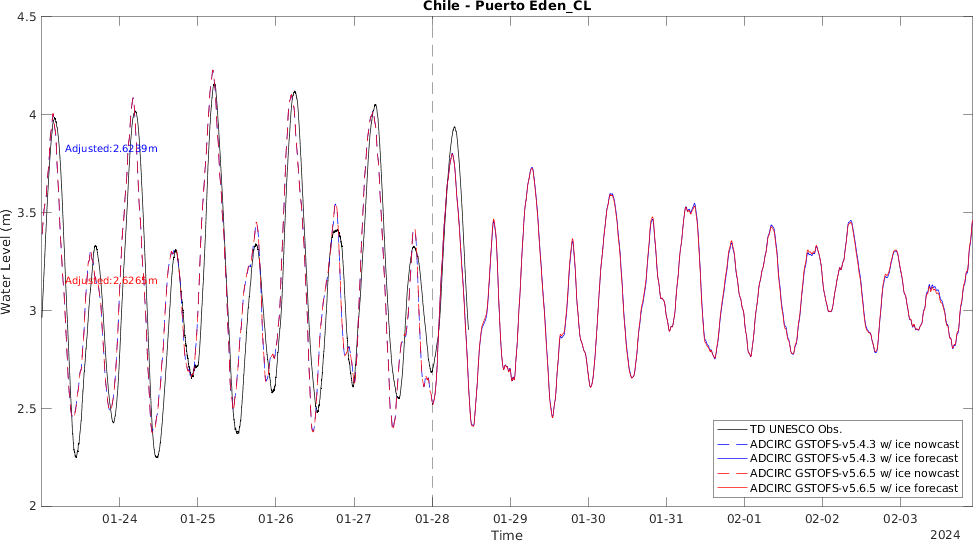 Chile - Puerto Eden_CL
Water Level (m)
4.5
4
3.5
3
2.5
2
Adjusted:2.6239m
Adjusted:2.6265m
TD UNESCO Obs.
ADCIRC GSTOFS-v5.4.3 w/ ice nowcast
ADCIRC GSTOFS-v5.4.3 w/ ice forecast
ADCIRC GSTOFS-v5.6.5 w/ ice nowcast
ADCIRC GSTOFS-v5.6.5 w/ ice forecast
01-24 01-25 01-26 01-27 01-28 01-29 01-30 01-31 02-01 02-02 02-03
Time
2024